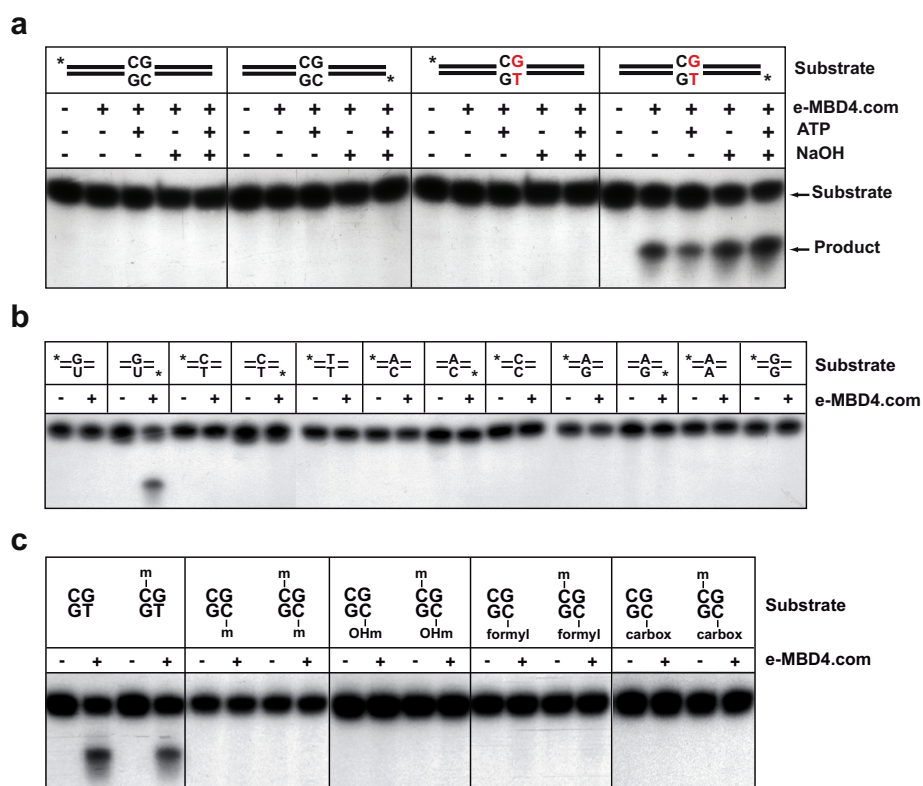 a
* CG CG * CG CG Substrate
GC GC * GT GT *
- + + + + - + + + + - + + + + - + + + + e-MBD4.com
- - + - + - - + - + - - + - + - - + - + ATP
- - - + + - - - + + - - - + + - - - + + NaOH
Substrate
Product
b
* G G * C C * T * A A * C * A A * A * G Substrate
U U * T T * T C C * C G G * A G
- + - + - + - + - + - + - + - + - + - + - + - + e-MBD4.com
c
m m m m m
CG CG CG CG CG CG CG CG CG CG Substrate
GT GT GC GC GC GC GC GC GC GC
m m OHm OHm formyl formyl carbox carbox
- + - + - + - + - + - + - + - + - + - + e-MBD4.com